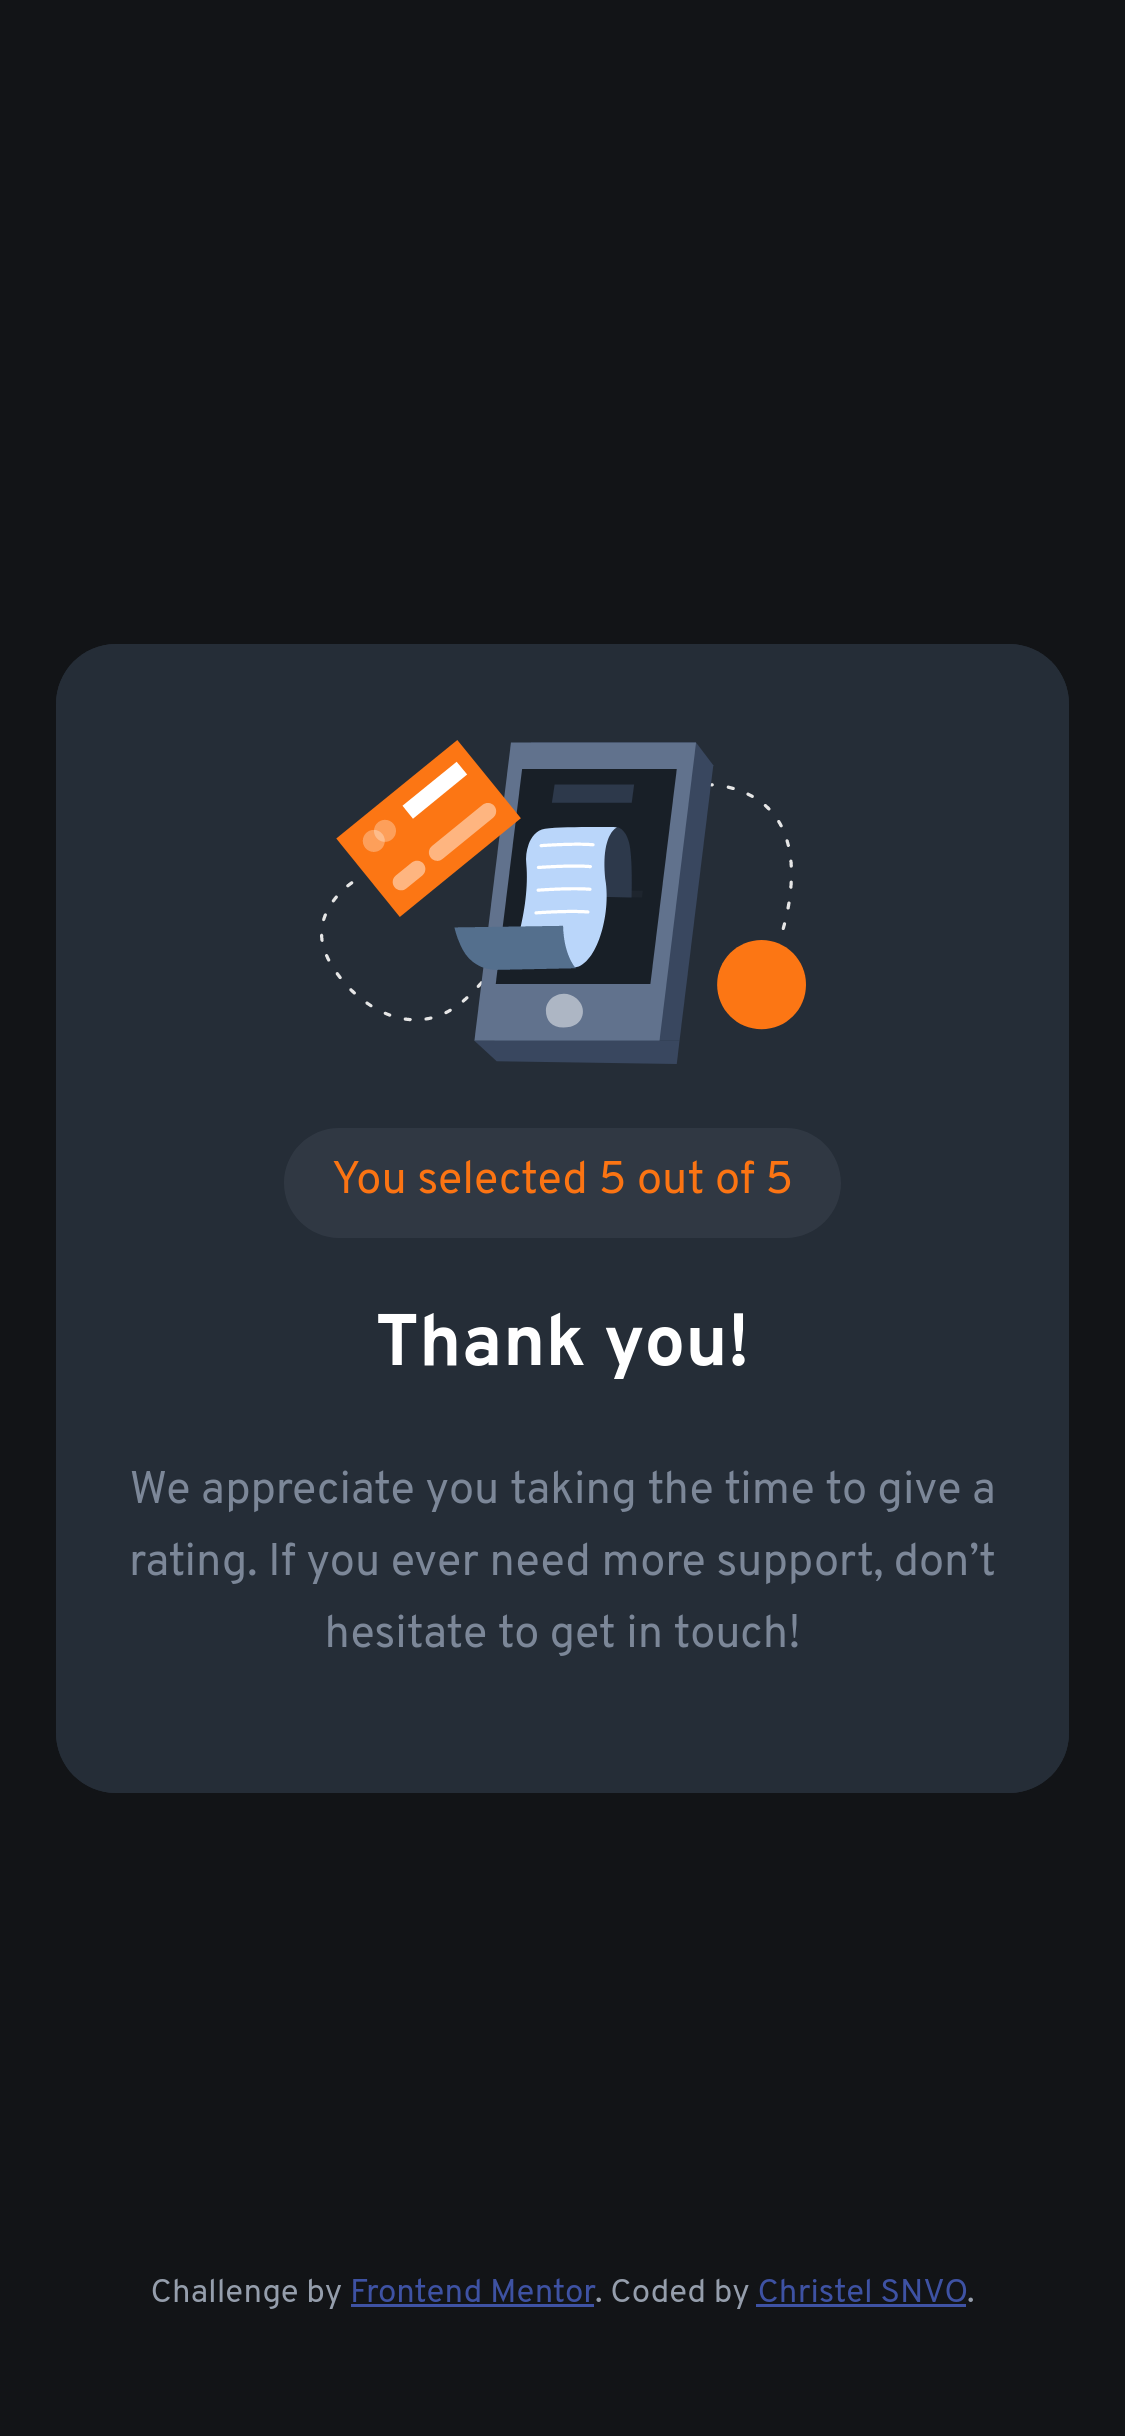 You selected 5 out of 5
Thank you!
We appreciate you taking the time to give a
rating. If you ever need more support, don’t
hesitate to get in touch!
Challenge by Frontend Mentor. Coded by Christel SNVO.